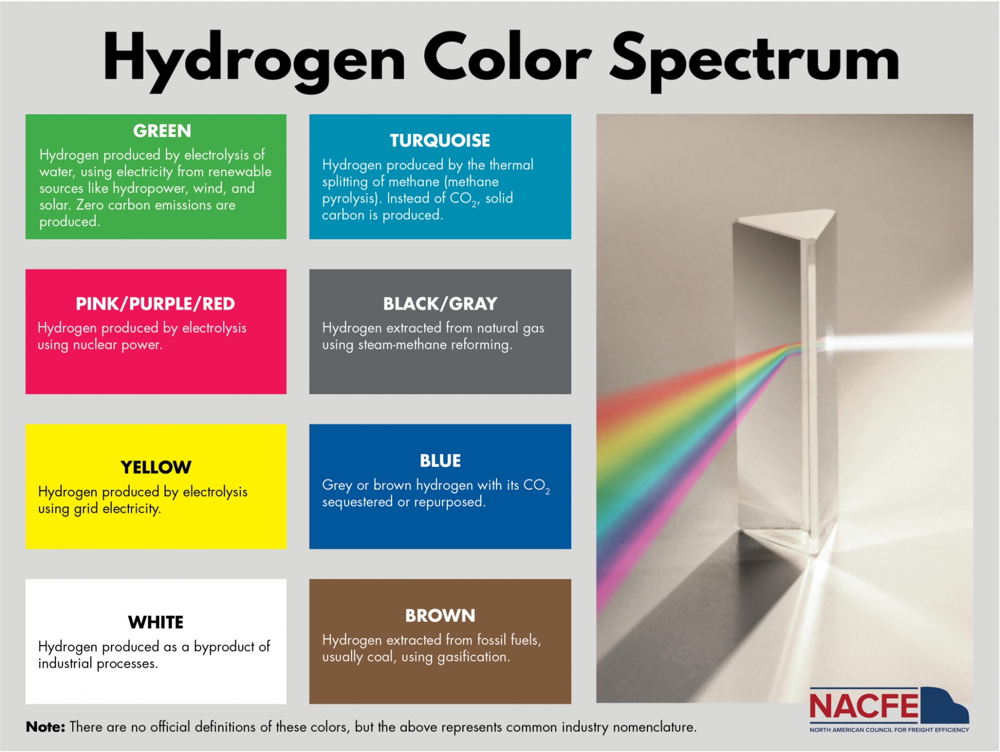 Hydrogen Color Spectrum
GREEN
Hydrogen produced by electrolysis of
water, using electricity from renewable
sources like hydropower, wind, and
solar. Zero carbon emissions are
produced.
TURQUOISE
Hydrogen produced by the thermal
splitting of methane (methane
pyrolysis). Instead of CO₂, solid
carbon is produced.
PINK/PURPLE/RED
Hydrogen produced by electrolysis
using nuclear power.
BLACK/GRAY
Hydrogen extracted from natural gas
using steam-methane reforming.
YELLOW
Hydrogen produced by electrolysis
using grid electricity.
BLUE
Grey or brown hydrogen with its CO₂
sequestered or repurposed.
WHITE
Hydrogen produced as a byproduct of
industrial processes.
BROWN
Hydrogen extracted from fossil fuels,
usually coal, using gasification.
Note: There are no official definitions of these colors, but the above represents common industry nomenclature.
NACFE
NORTH AMERICAN COUNCIL FOR FREIGHT EFFICIENCY